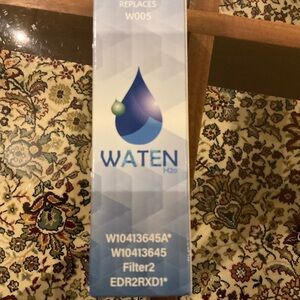 REPLACES
W005
WATEN
H2o
W10413645A*
W10413645
Filter2
EDR2RXD1*